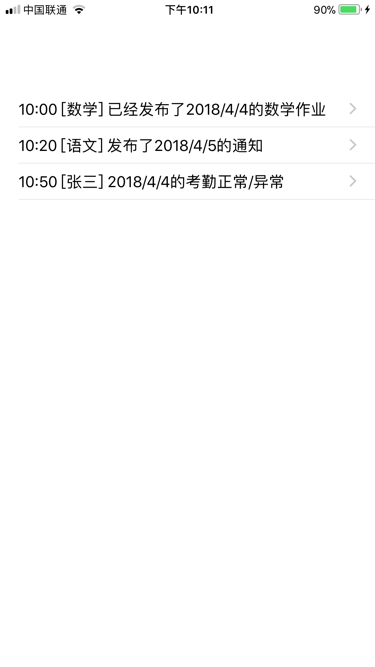 中国联通 下午10:11 90%
10:00 [数学] 已经发布了2018/4/4的数学作业
10:20 [语文] 发布了2018/4/5的通知
10:50 [张三] 2018/4/4的考勤正常/异常